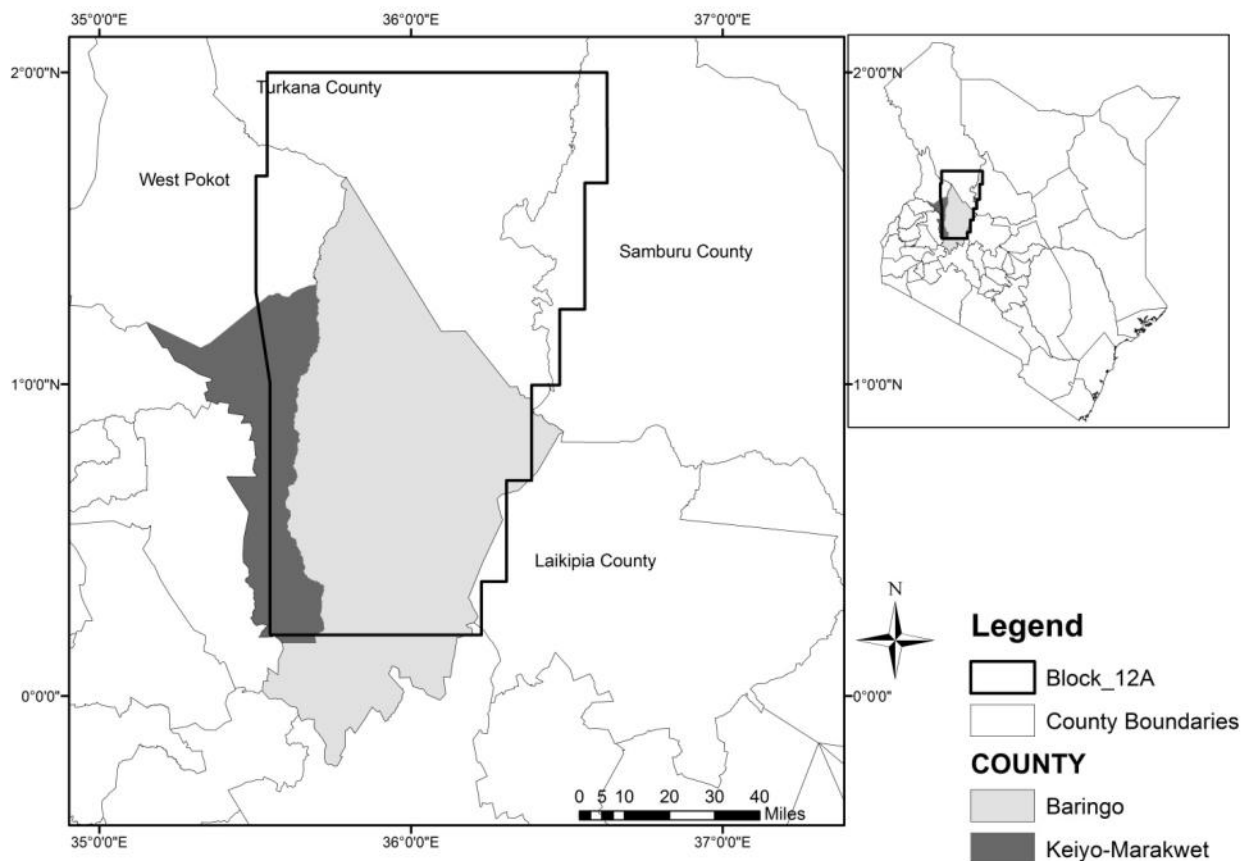 35°0'0"E 36°0'0"E 37°0'0"E
2°0'0"N 2°0'0"N
Turkana County
West Pokot
Samburu County
1°0'0"N 1°0'0"N
Laikipia County
0°0'0" 0°0'0"
0 5 10 20 30 40
Miles
35°0'0"E 36°0'0"E 37°0'0"E
N
Legend
Block_12A
County Boundaries
COUNTY
Baringo
Keiyo-Marakwet